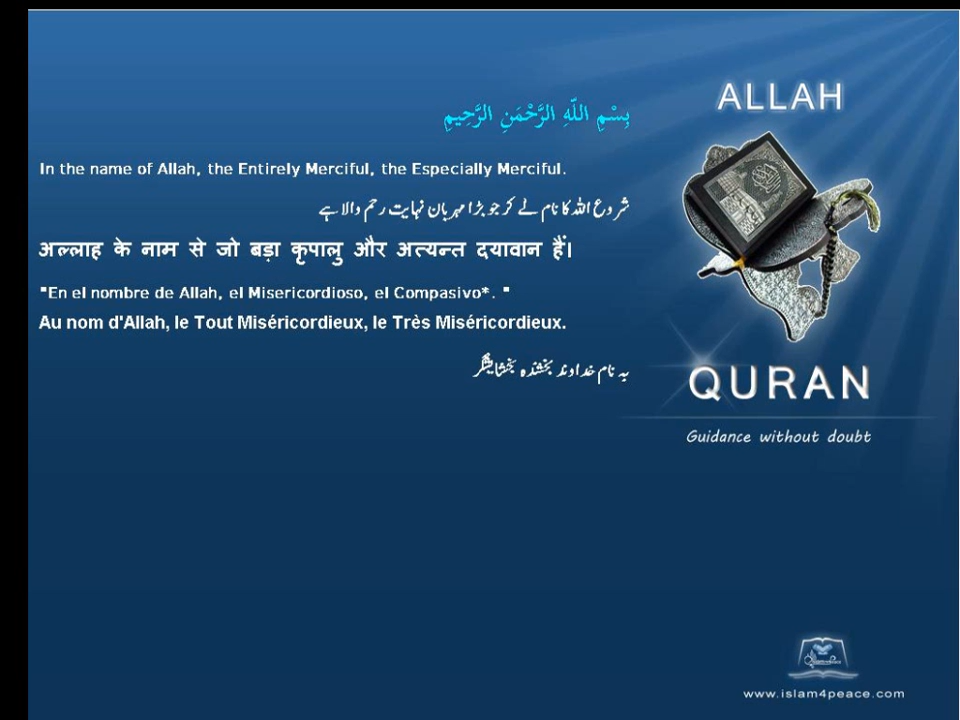 بِسْمِ اللّهِ الرَّحْمَنِ الرَّحِيمِ
In the name of Allah, the Entirely Merciful, the Especially Merciful.
شروع اللہ کا نام لے کر جو بڑا مہربان نہایت رحم والا ہے
अल्लाह के नाम से जो बड़ा कृपालु और अत्यन्त दयावान हैं।
"En el nombre de Allah, el Misericordioso, el Compasivo*. "
Au nom d'Allah, le Tout Miséricordieux, le Très Miséricordieux.
به نام خداوند بخشنده بخشایشگر
ALLAH
QURAN
Guidance without doubt
www.islam4peace.com